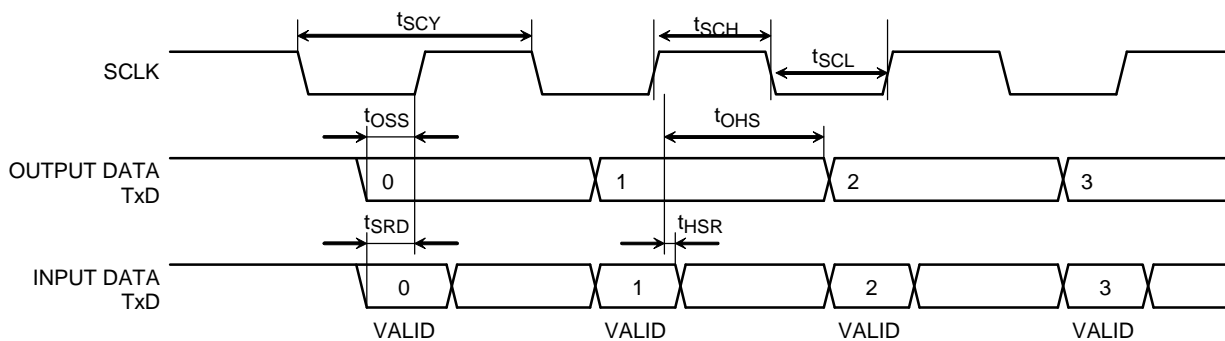 tSCY
tSCH
SCLK
tSCL
tOSS
tOHS
OUTPUT DATA
TxD
0
1
2
3
tSRD
tHSR
INPUT DATA
TxD
0
1
2
3
VALID
VALID
VALID
VALID